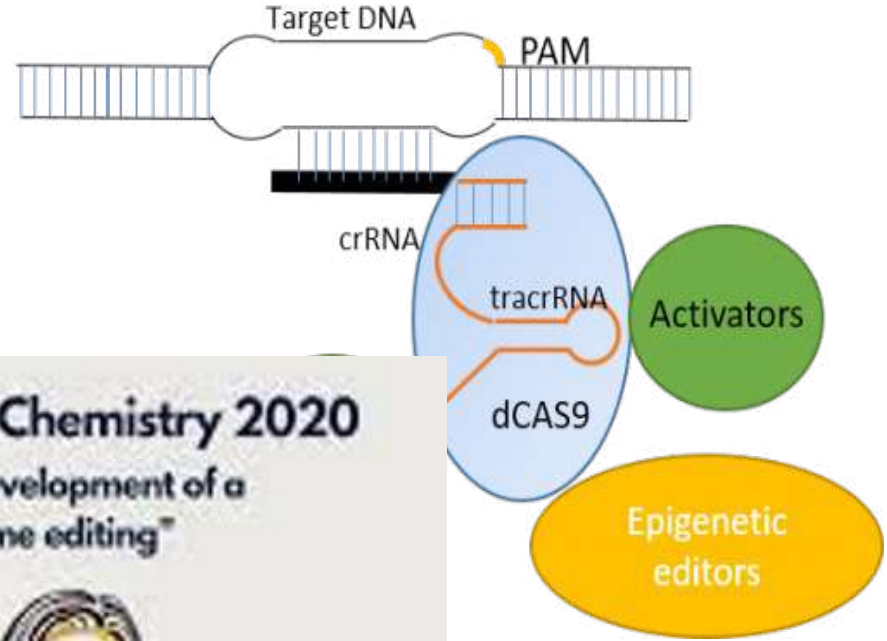 Target DNA
PAM
crRNA
tracrRNA
Activators
dCAS9
Chemistry 2020
velopment of a
ne editing"
Epigenetic
editors